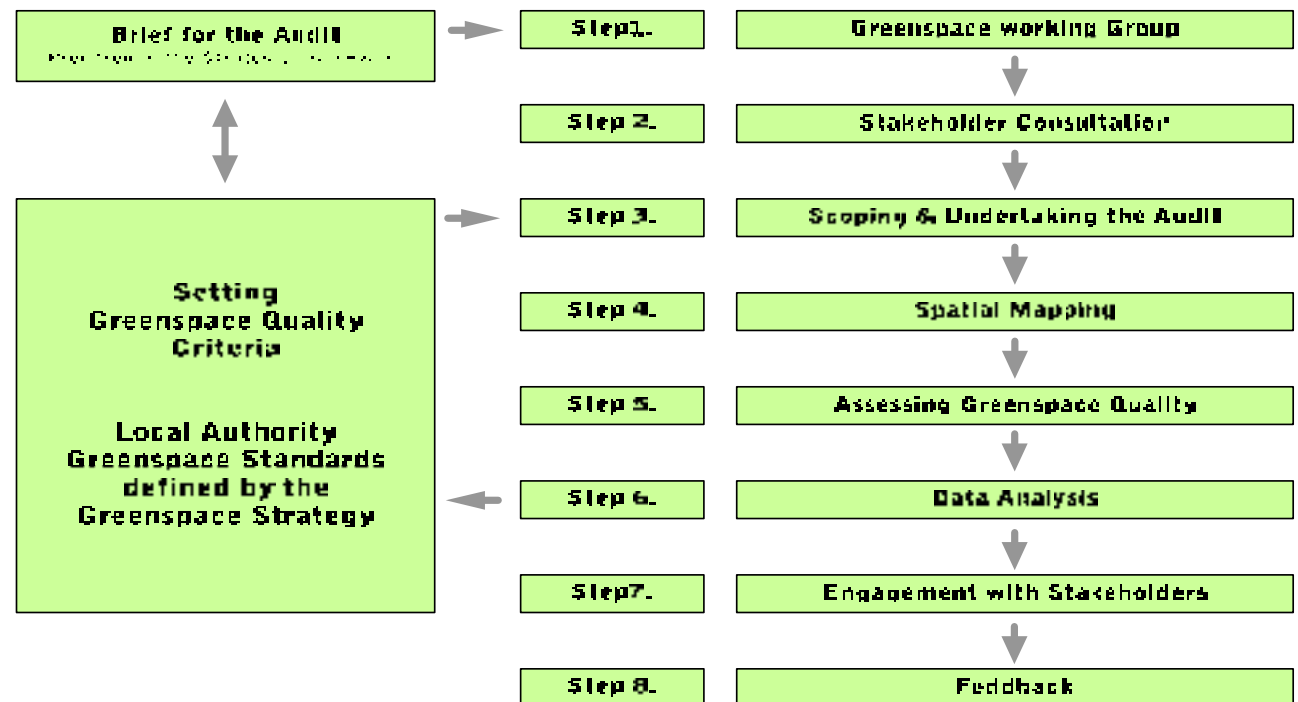 Brief for the Audit
Step1.
Greenspace working Group
Step 2.
Stakeholder Consultation
Step 3.
Scoping & Undertaking the Audit
Setting
Greenspace Quality
Criteria
Local Authority
Greenspace Standards
defined by the
Greenspace Strategy
Step 4.
Spatial Mapping
Step 5.
Assessing Greenspace Quality
Step 6.
Data Analysis
Step7.
Engagement with Stakeholders
Step 8.